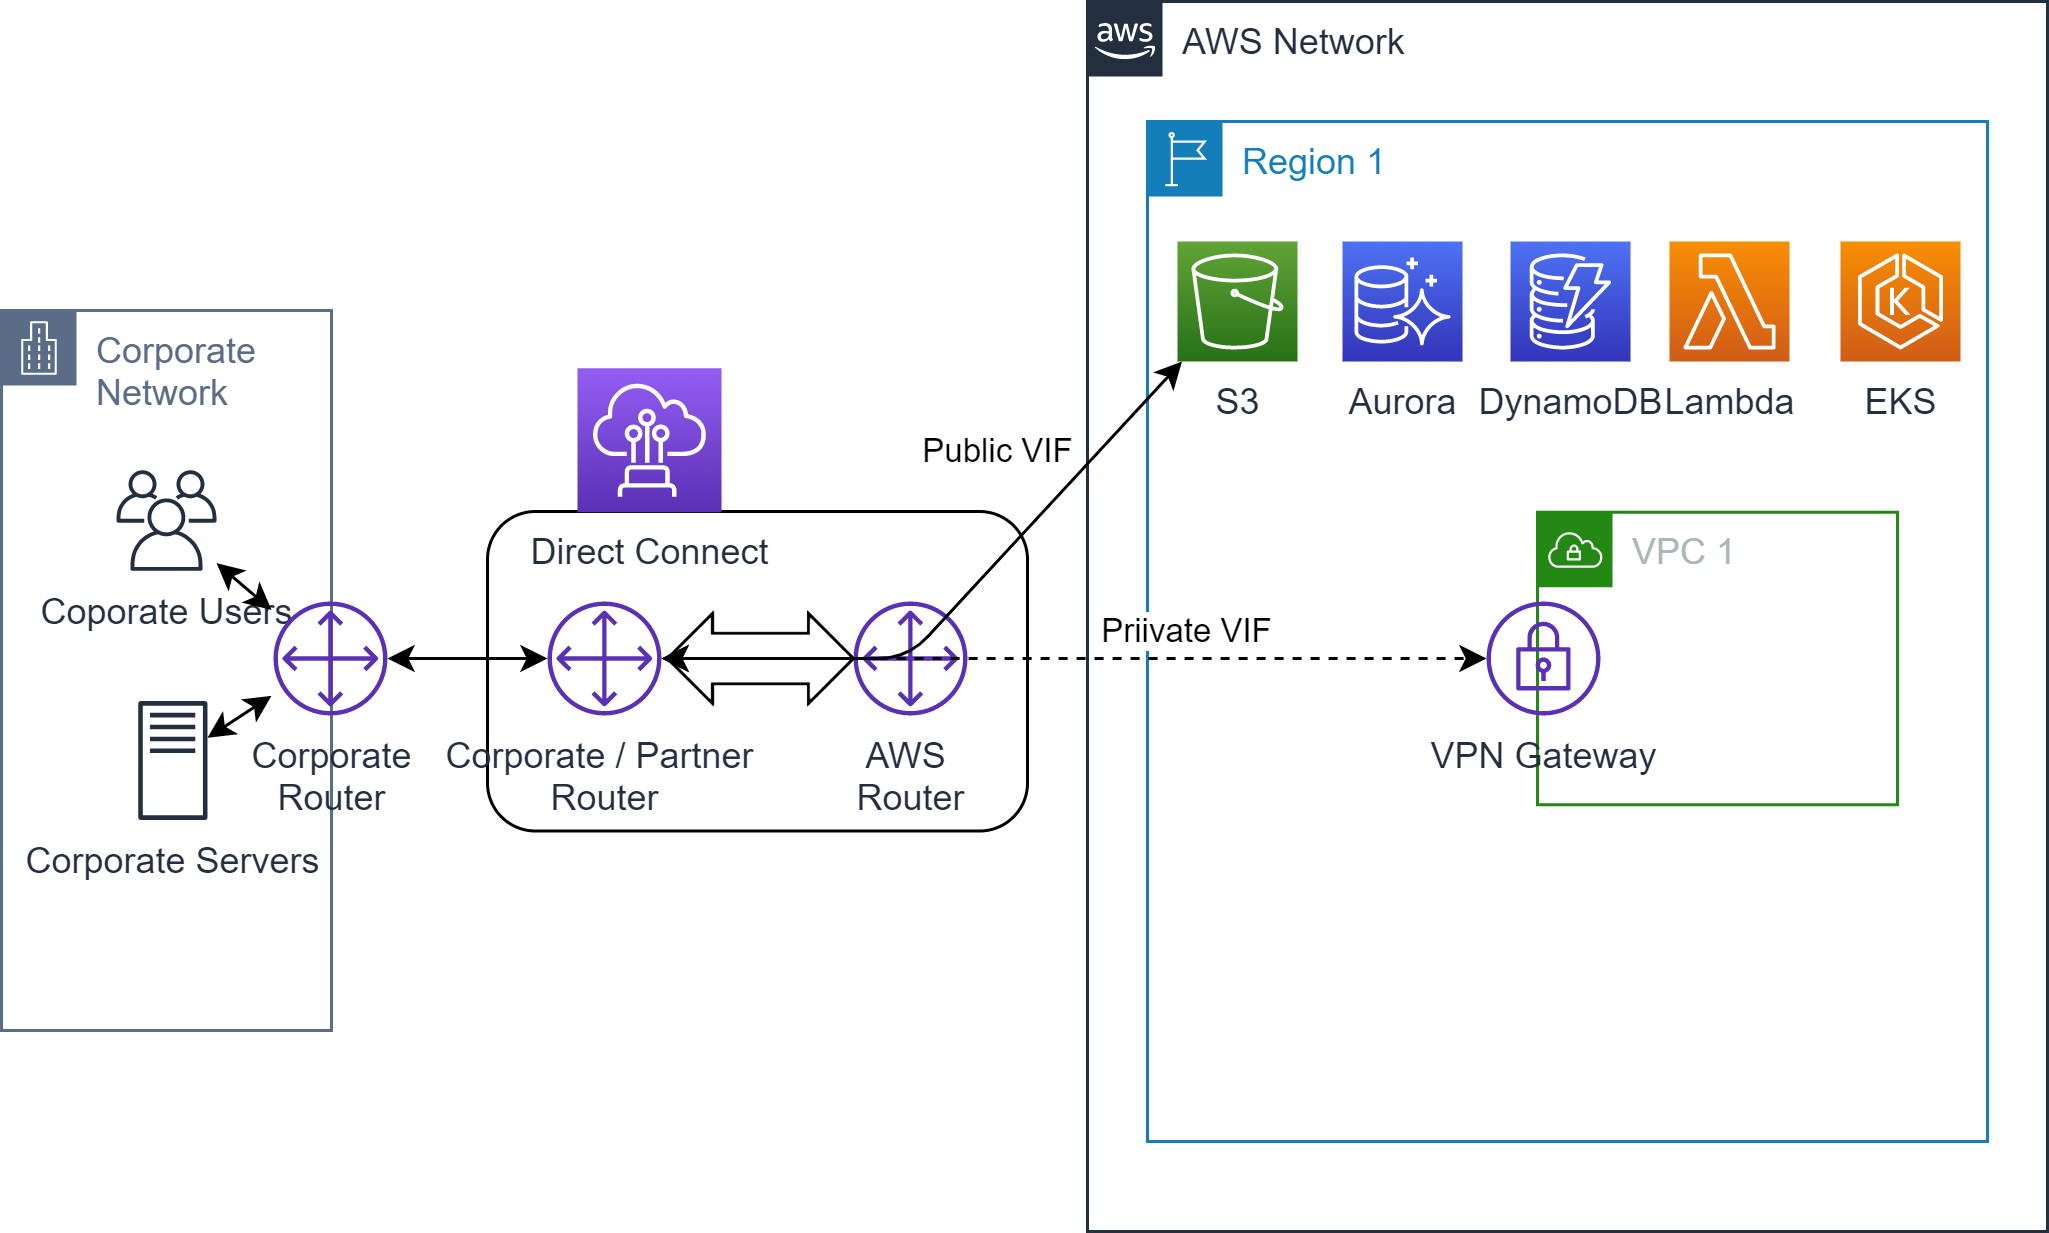 aws
AWS Network
Region 1
S3
Aurora
DynamoDB
Lambda
EKS
Corporate
Network
Public VIF
Direct Connect
VPC 1
Coporate Users
Priivate VIF
Corporate
Router
Corporate / Partner
Router
AWS
Router
VPN Gateway
Corporate Servers
K